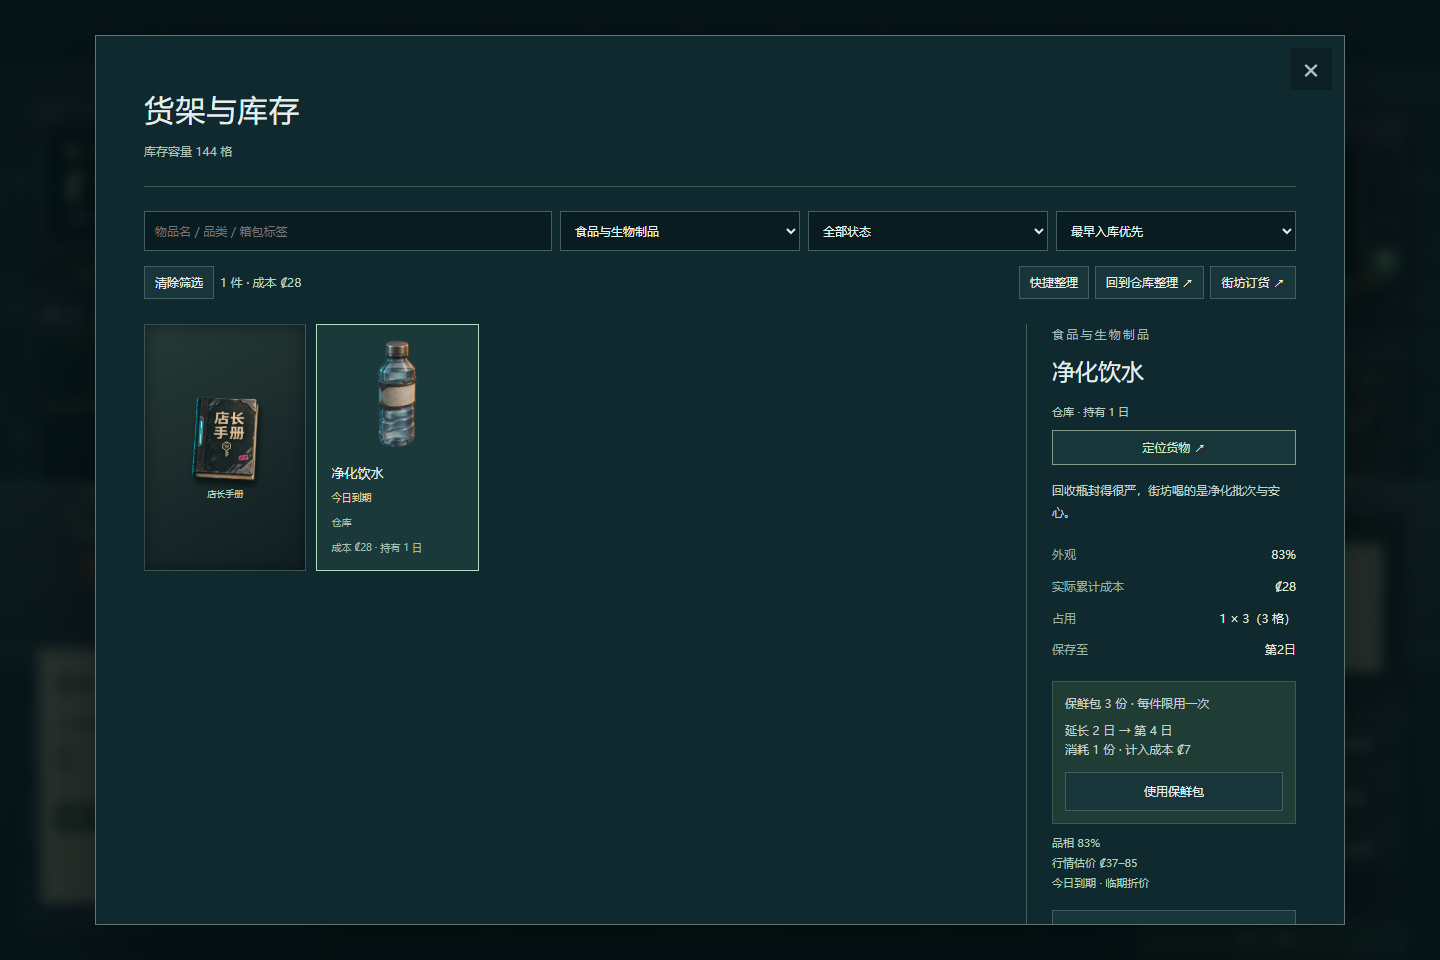 货架与库存
库存容量 144 格
物品名 / 品类 / 箱包标签
食品与生物制品
全部状态
最早入库优先
清除筛选
1 件 · 成本 ₡28
快捷整理
回到仓库整理 ↗
街坊订货 ↗
店长
手册
店长手册
净化饮水
今日到期
仓库
成本 ₡28 · 持有 1 日
食品与生物制品
净化饮水
仓库 · 持有 1 日
定位货物 ↗
回收瓶封得很严，街坊喝的是净化批次与安
心。
外观 83%
实际累计成本 ₡28
占用 1 × 3（3 格）
保存至 第2日
保鲜包 3 份 · 每件限用一次
延长 2 日 → 第 4 日
消耗 1 份 · 计入成本 ₡7
使用保鲜包
品相 83%
行情估价 ₡37–85
今日到期 · 临期折价